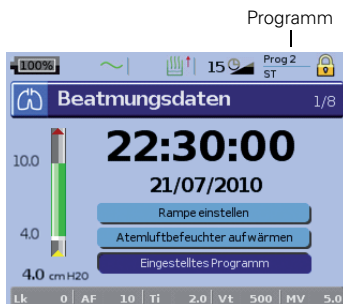 Programm
100% 15 Prog 2
ST
Beatmungsdaten 1/8
10.0
22:30:00
21/07/2010
Rampe einstellen
4.0 Atemluftbefeuchter aufwärmen
Eingestelltes Programm
4.0 cm H2O
Lk 0 AF 10 Ti 2.0 Vt 500 MV 5.0